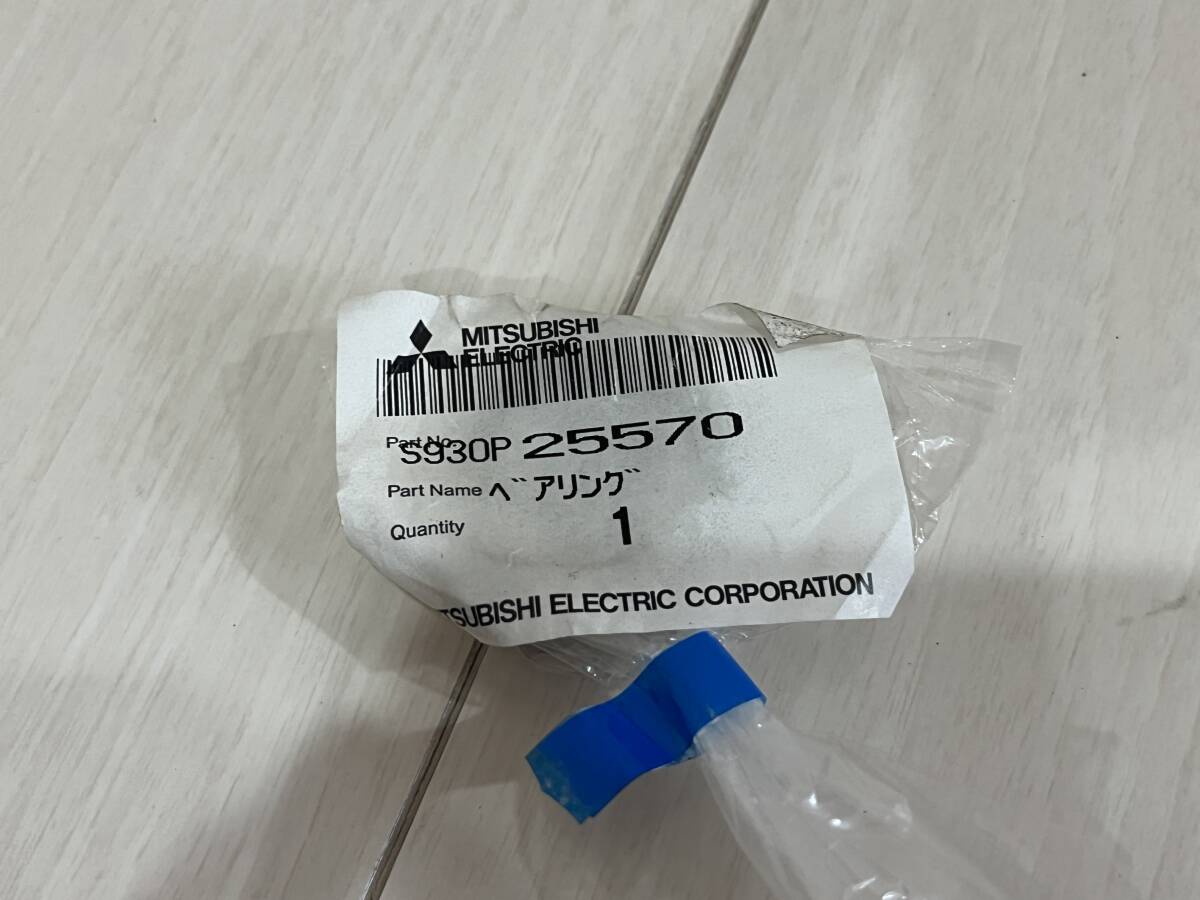 MITSUBISHI
ELECTRIC
Part No. S930P 25570
Part Name ベアリング
Quantity 1
TSUBISHI ELECTRIC CORPORATION